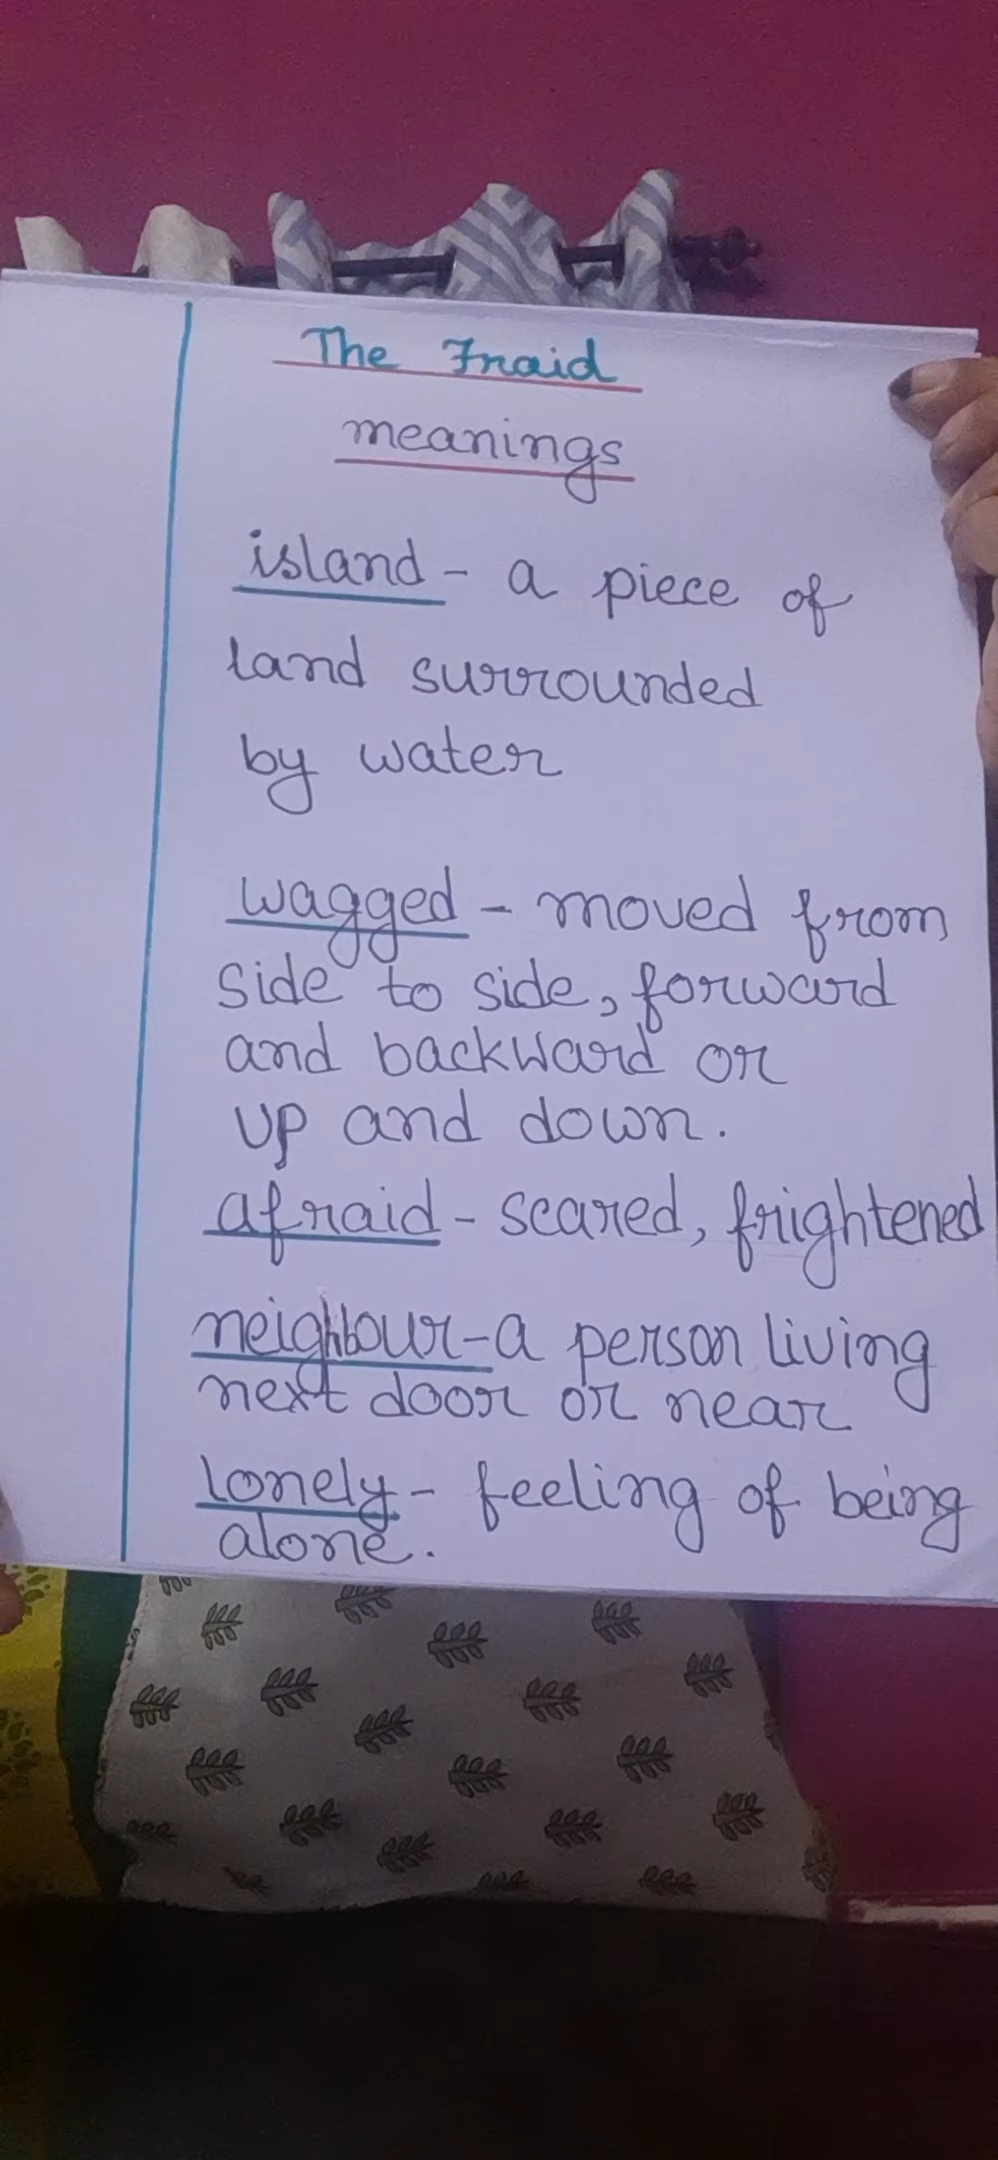 The Fraid
meanings
island - a piece of
land surrounded
by water
wagged - moved from
side to side, forward
and backward or
up and down.
afraid - scared, frightened
neighbour - a person living
next door or near
lonely - feeling of being
alone.